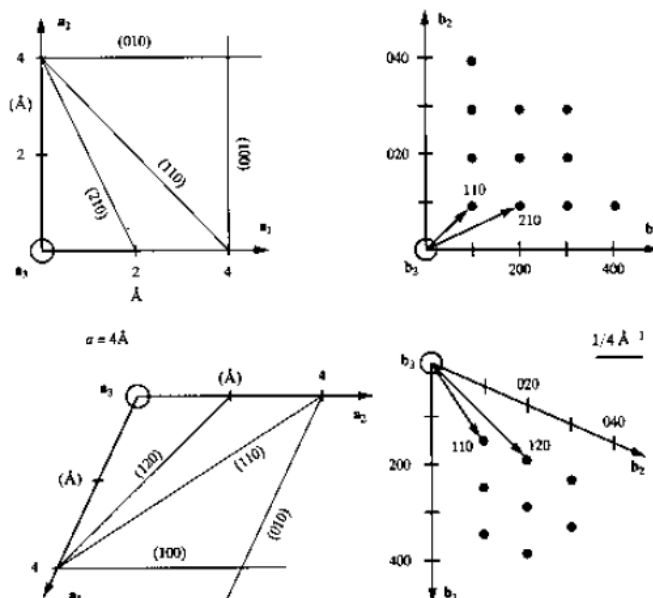 a₂
(010)
4
(Å)
2
(210)
(110)
(001)
a₁
a₃
2
4
Å
b₂
040
020
110
210
b
b₃
200
400
a = 4Å
a₃
(Å)
4
a₂
(120)
(110)
(Å)
(010)
(100)
4
b₃
1/4 Å⁻¹
020
040
110
120
b₂
200
400